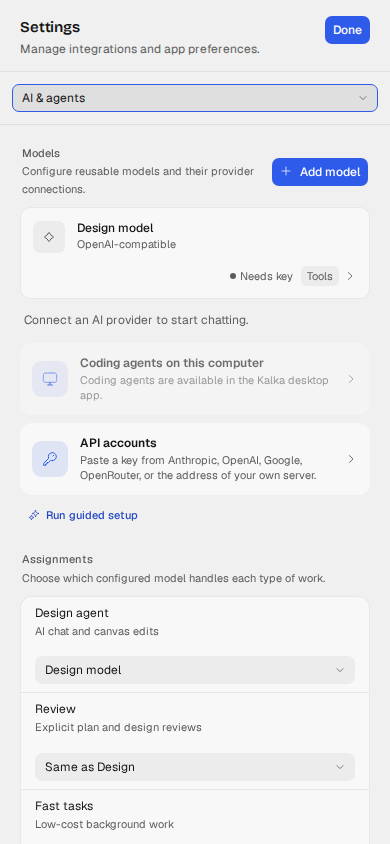 Settings
Done
Manage integrations and app preferences.
AI & agents
Models
Configure reusable models and their provider
connections.
Add model
Design model
OpenAI-compatible
Needs key
Tools
Connect an AI provider to start chatting.
Coding agents on this computer
Coding agents are available in the Kalka desktop
app.
API accounts
Paste a key from Anthropic, OpenAI, Google,
OpenRouter, or the address of your own server.
Run guided setup
Assignments
Choose which configured model handles each type of work.
Design agent
AI chat and canvas edits
Design model
Review
Explicit plan and design reviews
Same as Design
Fast tasks
Low-cost background work